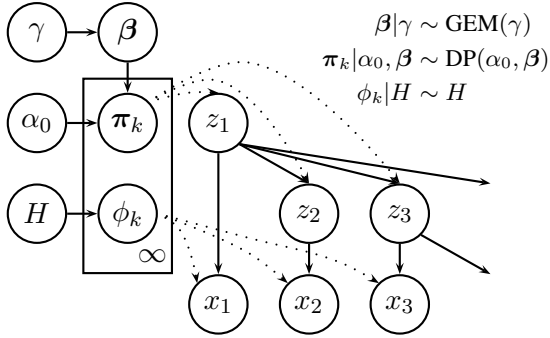 γ β β|γ ∼ GEM(γ)
π_k|α_0, β ∼ DP(α_0, β)
φ_k|H ∼ H
α_0 π_k z_1
H φ_k z_2 z_3
∞
x_1 x_2 x_3